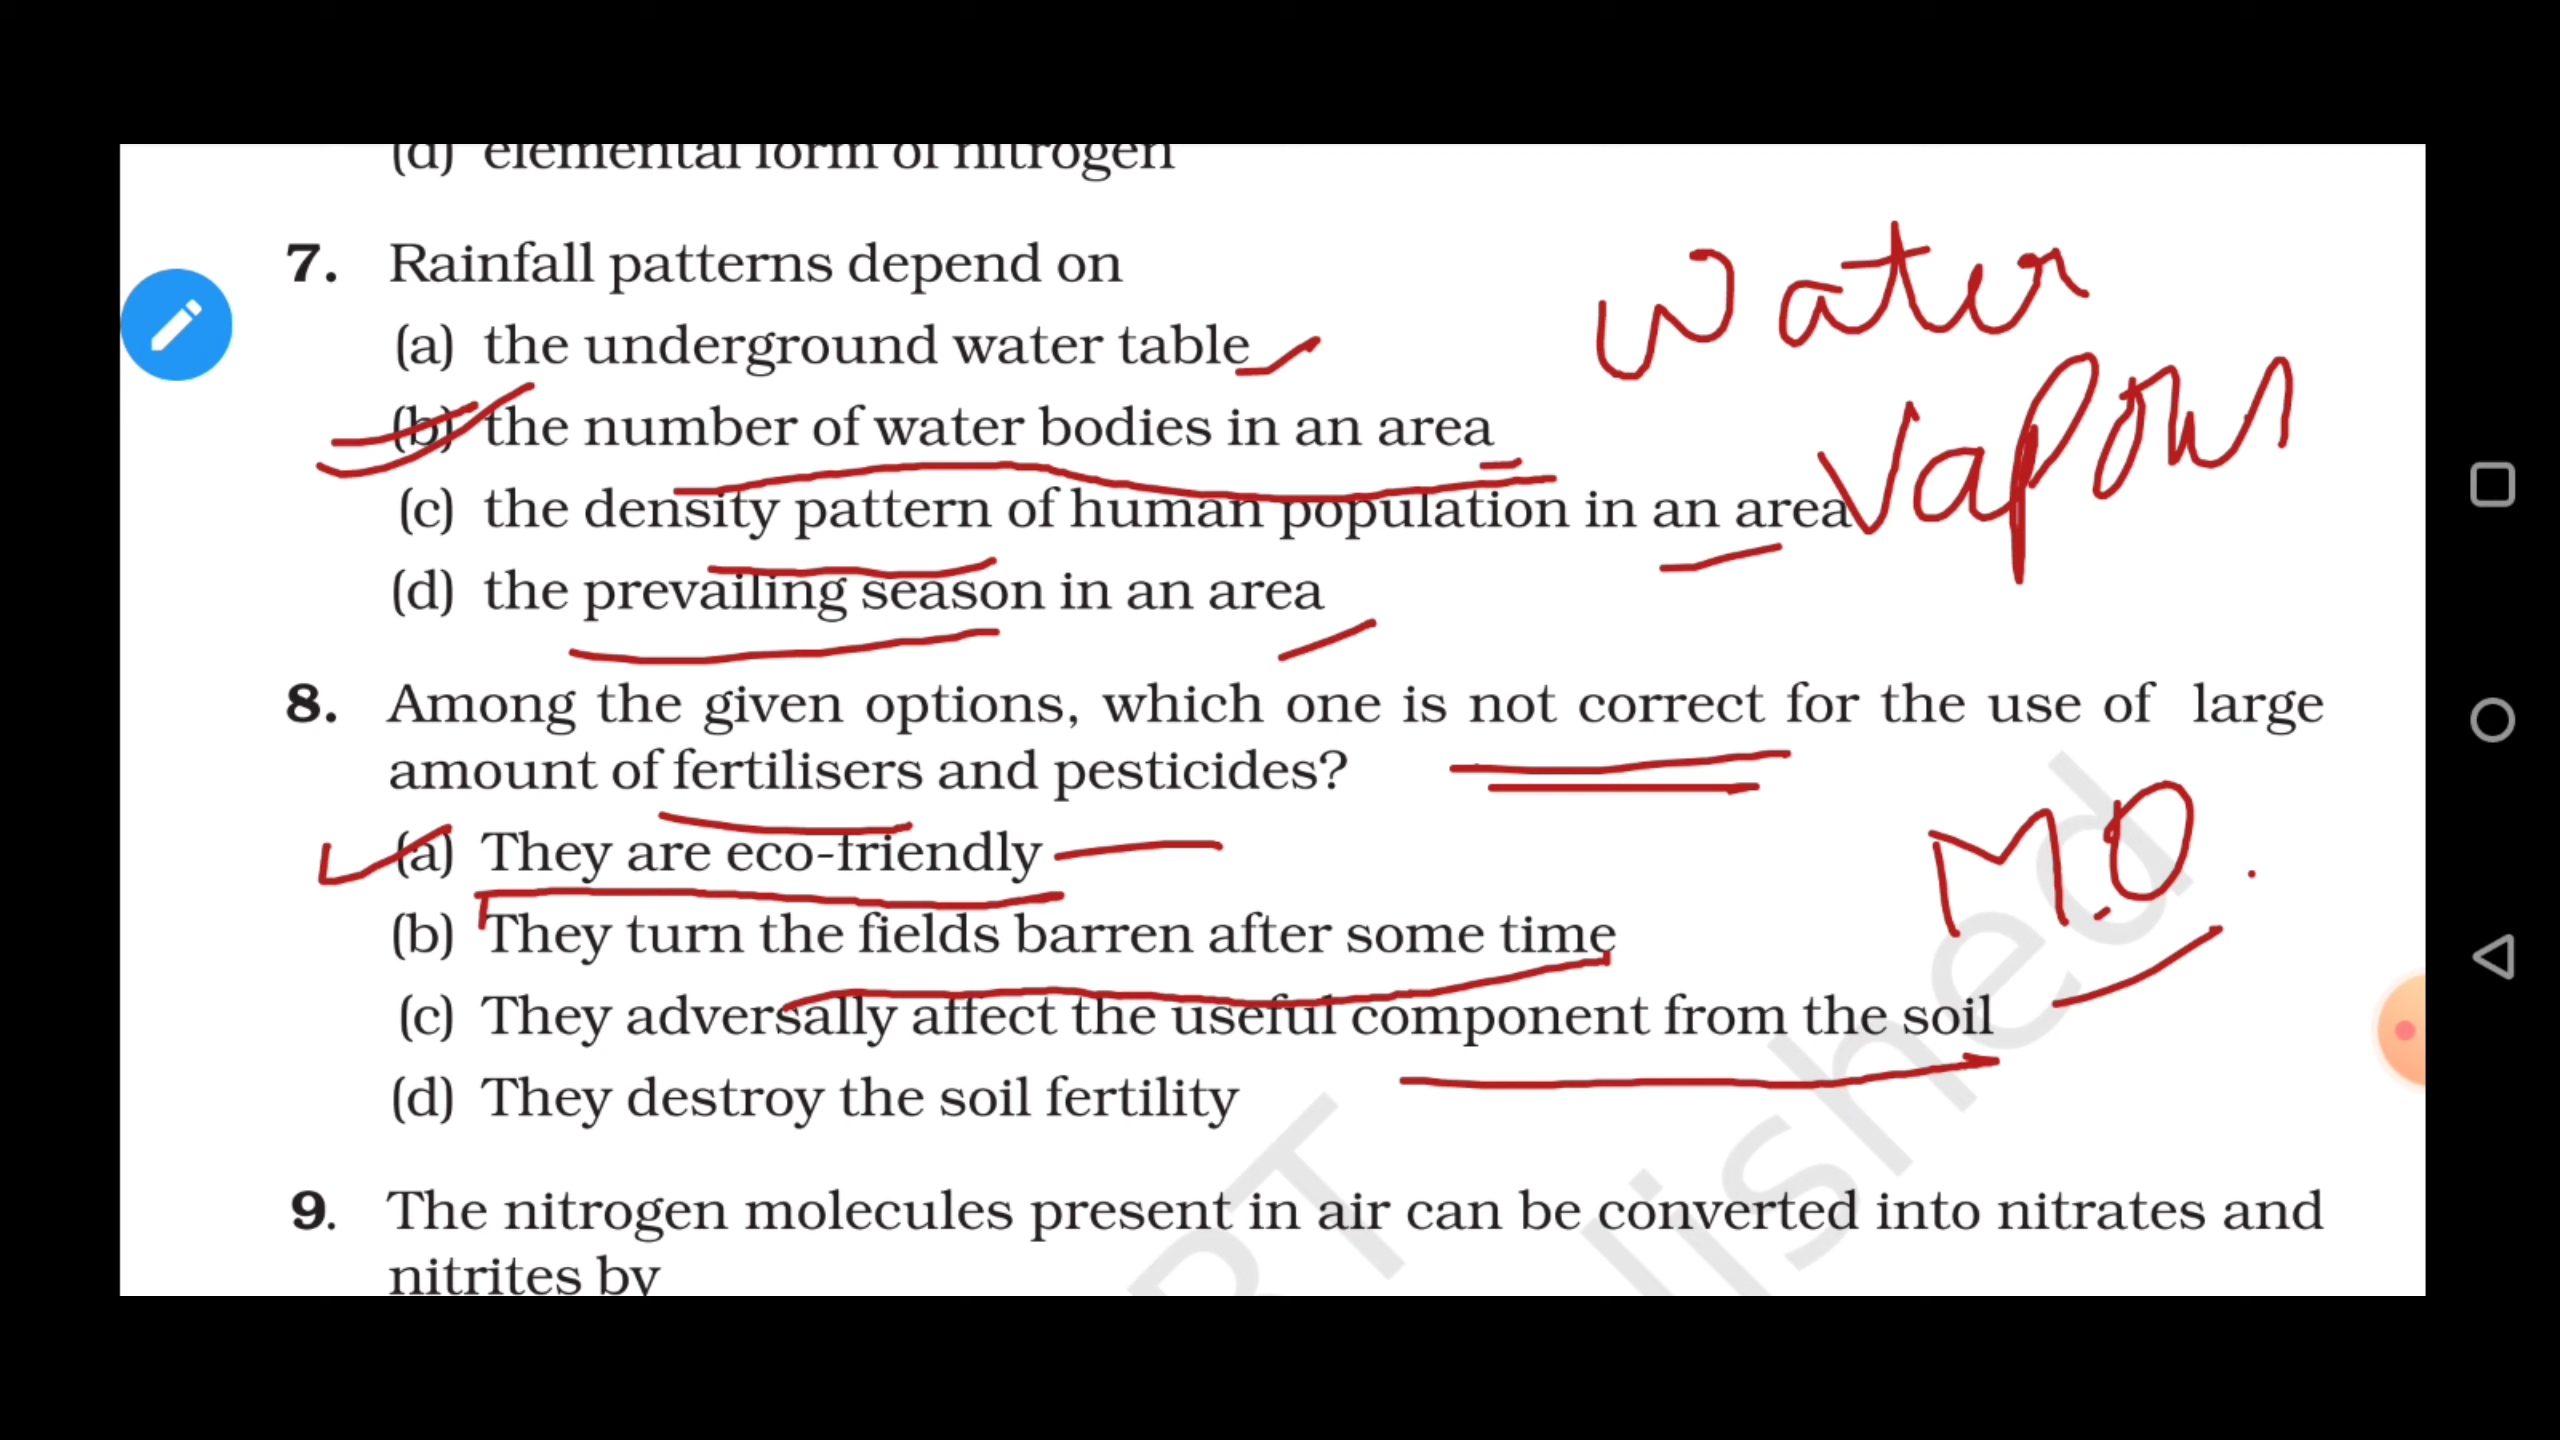 (d) elemental form of nitrogen
7. Rainfall patterns depend on
(a) the underground water table
(b) the number of water bodies in an area
(c) the density pattern of human population in an area
(d) the prevailing season in an area
Water
Vapour
8. Among the given options, which one is not correct for the use of large
amount of fertilisers and pesticides?
(a) They are eco-friendly
(b) They turn the fields barren after some time
(c) They adversally affect the useful component from the soil
(d) They destroy the soil fertility
M.O.
9. The nitrogen molecules present in air can be converted into nitrates and
nitrites by